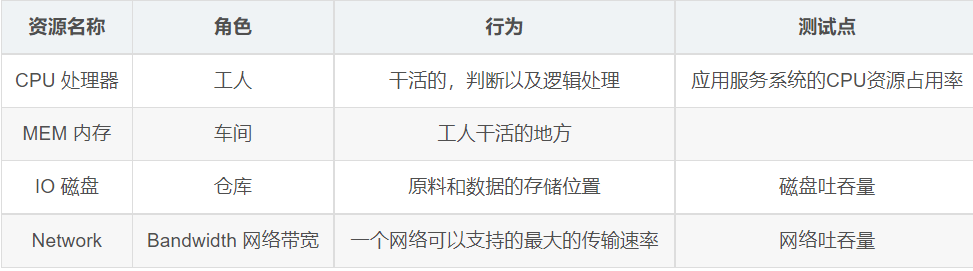 资源名称 角色 行为 测试点
CPU 处理器 工人 干活的，判断以及逻辑处理 应用服务系统的CPU资源占用率
MEM 内存 车间 工人干活的地方
IO 磁盘 仓库 原料和数据的存储位置 磁盘吞吐量
Network Bandwidth 网络带宽 一个网络可以支持的最大的传输速率 网络吞吐量